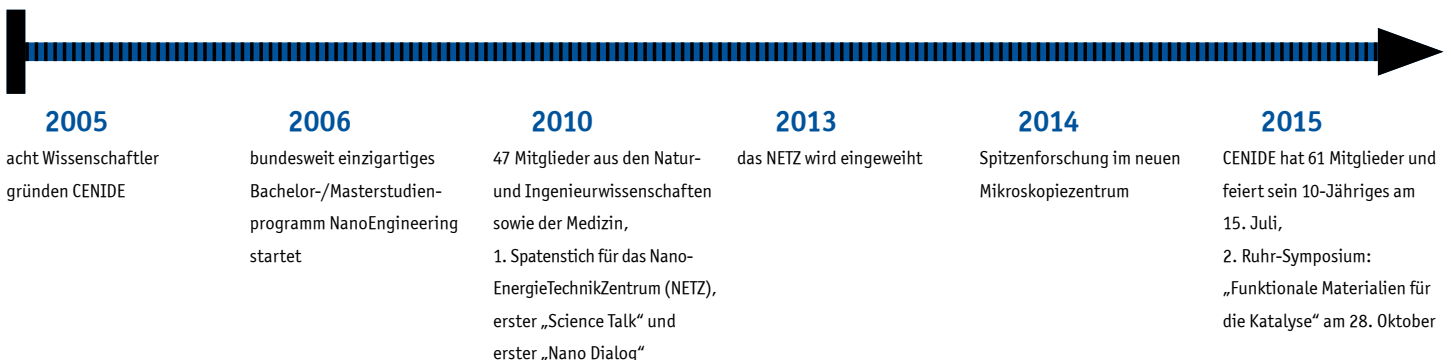 2005
acht Wissenschaftler
gründen CENIDE
2006
bundesweit einzigartiges
Bachelor-/Masterstudien-
programm NanoEngineering
startet
2010
47 Mitglieder aus den Natur-
und Ingenieurwissenschaften
sowie der Medizin,
1. Spatenstich für das Nano-
EnergieTechnikZentrum (NETZ),
erster „Science Talk“ und
erster „Nano Dialog“
2013
das NETZ wird eingeweiht
2014
Spitzenforschung im neuen
Mikroskopiezentrum
2015
CENIDE hat 61 Mitglieder und
feiert sein 10-Jähriges am
15. Juli,
2. Ruhr-Symposium:
„Funktionale Materialien für
die Katalyse“ am 28. Oktober